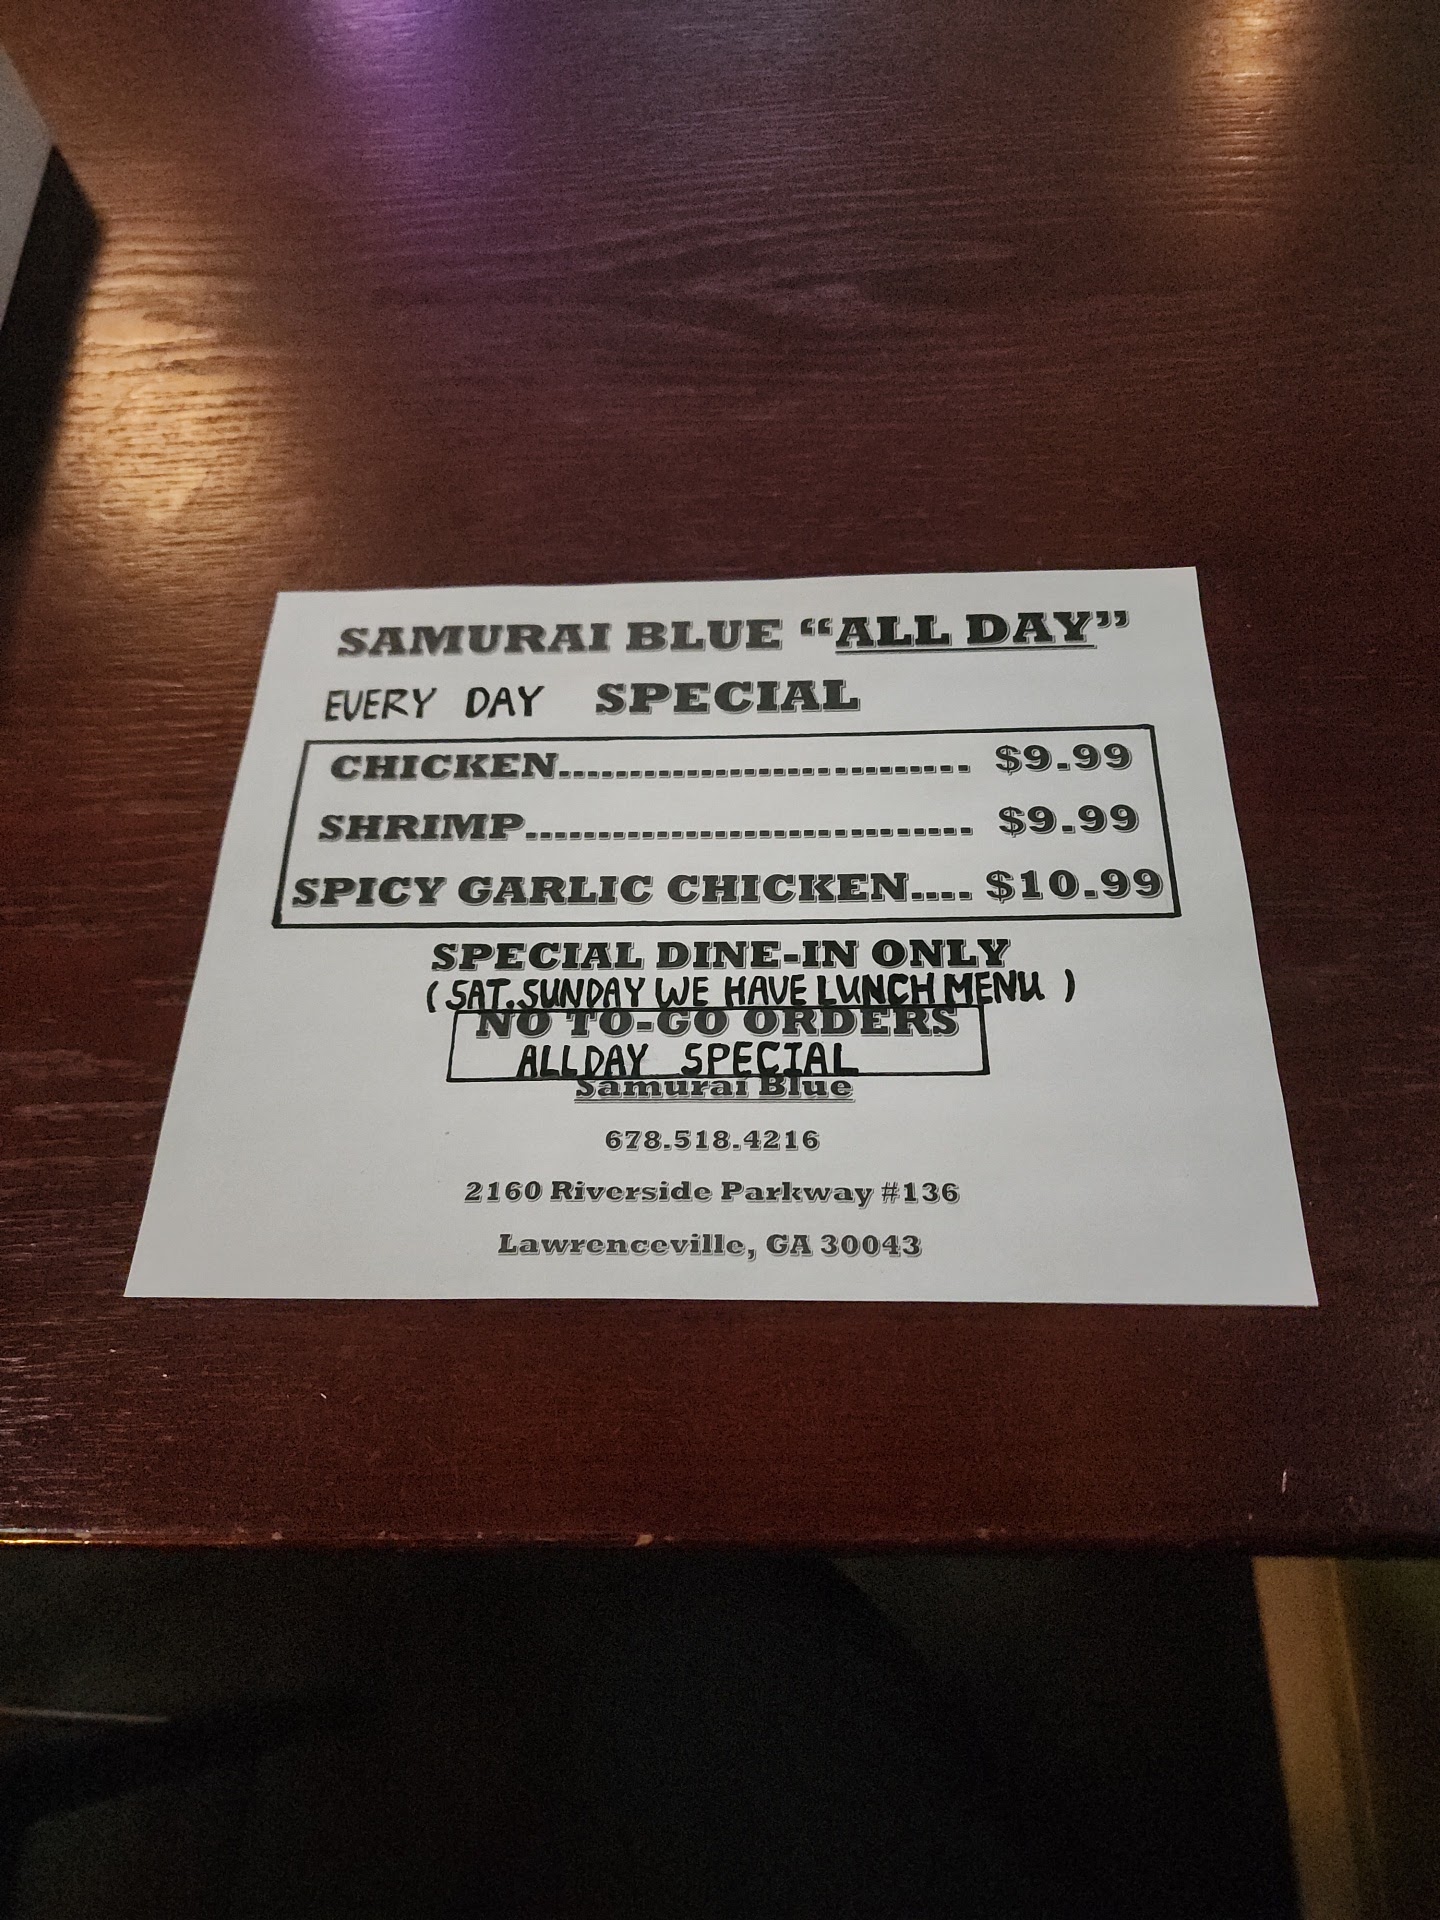 SAMURAI BLUE “ALL DAY”
EVERY DAY SPECIAL
CHICKEN............................ $9.99
SHRIMP.............................. $9.99
SPICY GARLIC CHICKEN.... $10.99
SPECIAL DINE-IN ONLY
( SAT.SUNDAY WE HAVE LUNCH MENU )
NO TO-GO ORDERS
ALLDAY SPECIAL
Samurai Blue
678.518.4216
2160 Riverside Parkway #136
Lawrenceville, GA 30043